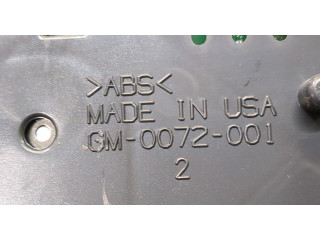 >ABS<
MADE IN USA
GM-0072-001
2